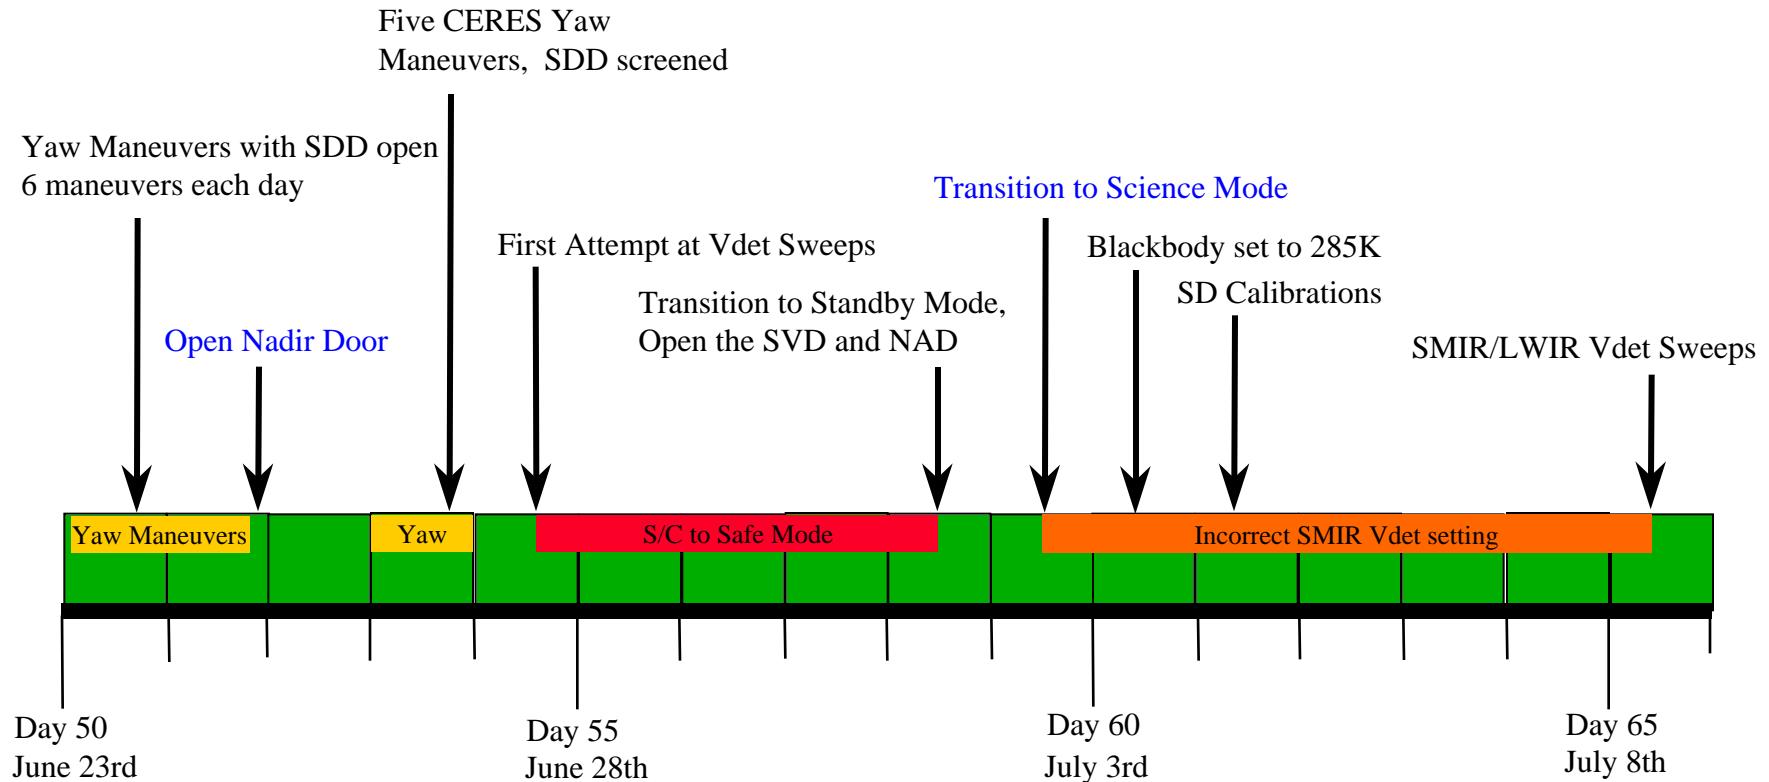 Five CERES Yaw
Maneuvers, SDD screened
Yaw Maneuvers with SDD open
6 maneuvers each day
Transition to Science Mode
First Attempt at Vdet Sweeps
Blackbody set to 285K
SD Calibrations
Transition to Standby Mode,
Open the SVD and NAD
Open Nadir Door
SMIR/LWIR Vdet Sweeps
Yaw Maneuvers
Yaw
S/C to Safe Mode
Incorrect SMIR Vdet setting
Day 50
June 23rd
Day 55
June 28th
Day 60
July 3rd
Day 65
July 8th